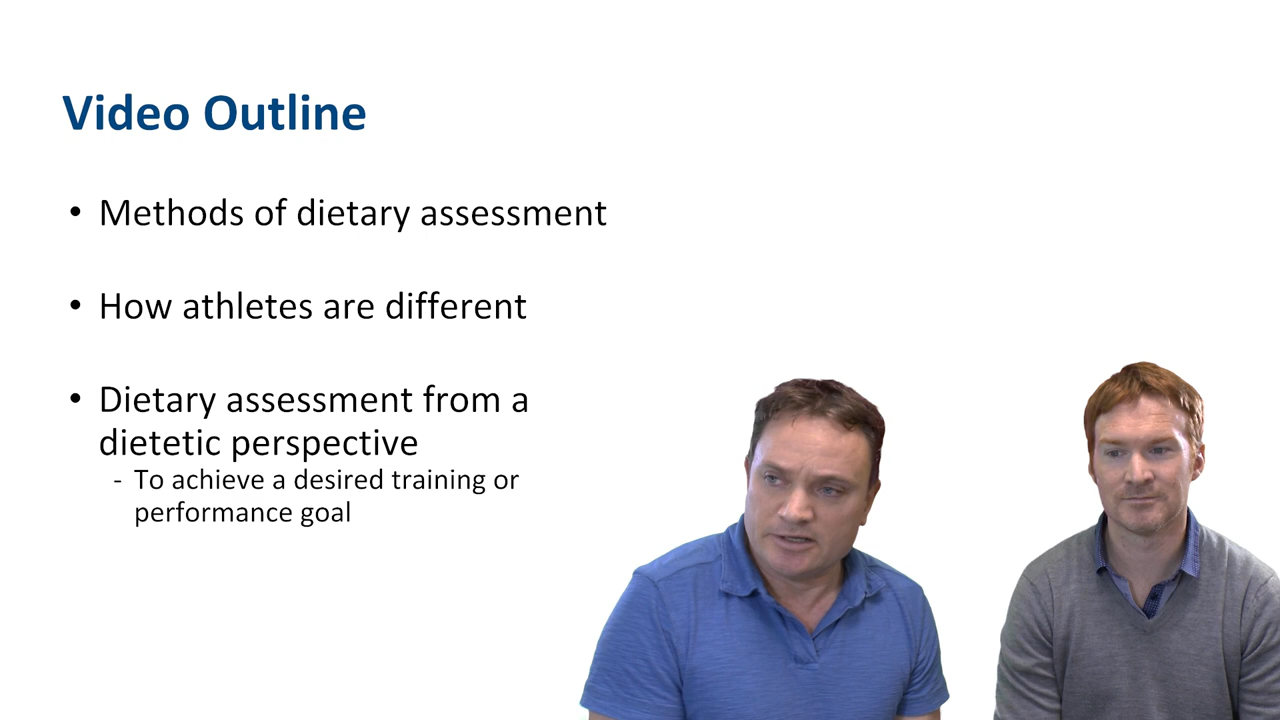 Video Outline
• Methods of dietary assessment
• How athletes are different
• Dietary assessment from a
dietetic perspective
- To achieve a desired training or
performance goal